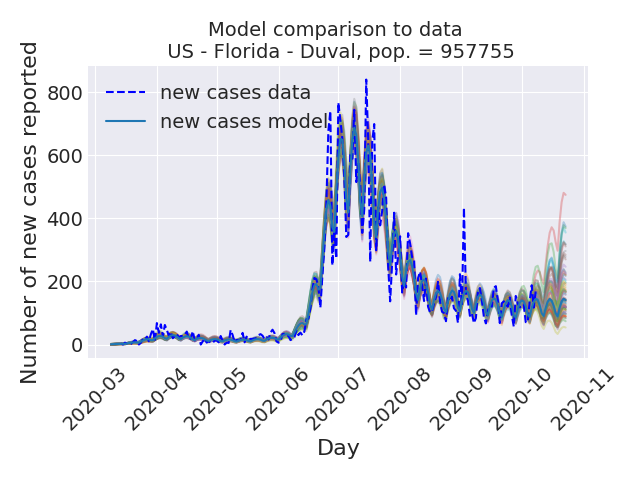 Model comparison to data
US - Florida - Duval, pop. = 957755
Number of new cases reported
800
600
400
200
0
new cases data
new cases model
2020-03
2020-04
2020-05
2020-06
2020-07
2020-08
2020-09
2020-10
2020-11
Day